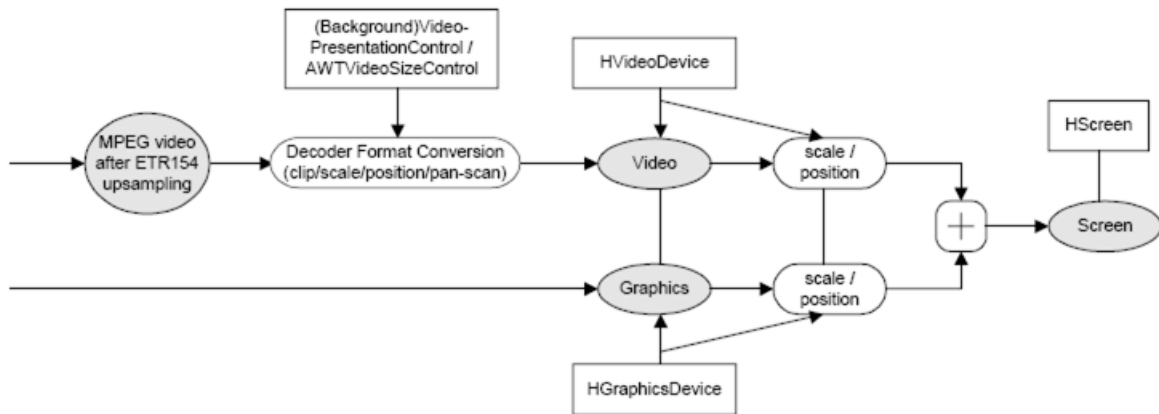 (Background)Video-
PresentationControl /
AWTVideoSizeControl
HVideoDevice
HScreen
MPEG video
after ETR154
upsampling
Decoder Format Conversion
(clip/scale/position/pan-scan)
Video
scale /
position
+
Screen
Graphics
scale /
position
HGraphicsDevice